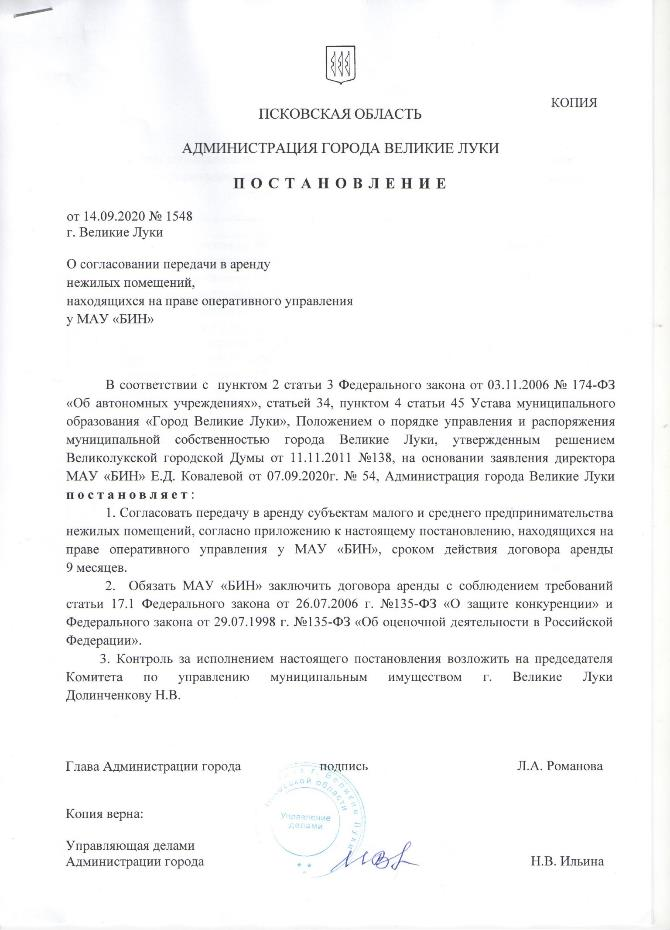 КОПИЯ
ПСКОВСКАЯ ОБЛАСТЬ
АДМИНИСТРАЦИЯ ГОРОДА ВЕЛИКИЕ ЛУКИ
П О С Т А Н О В Л Е Н И Е
от 14.09.2020 № 1548
г. Великие Луки
О согласовании передачи в аренду
нежилых помещений,
находящихся на праве оперативного управления
у МАУ «БИН»
В соответствии с пунктом 2 статьи 3 Федерального закона от 03.11.2006 № 174-ФЗ
«Об автономных учреждениях», статьей 34, пунктом 4 статьи 45 Устава муниципального
образования «Город Великие Луки», Положением о порядке управления и распоряжения
муниципальной собственностью города Великие Луки, утвержденным решением
Великолукской городской Думы от 11.11.2011 №138, на основании заявления директора
МАУ «БИН» Е.Д. Ковалевой от 07.09.2020г. № 54, Администрация города Великие Луки
п о с т а н о в л я е т :
1. Согласовать передачу в аренду субъектам малого и среднего предпринимательства
нежилых помещений, согласно приложению к настоящему постановлению, находящихся на
праве оперативного управления у МАУ «БИН», сроком действия договора аренды
9 месяцев.
2. Обязать МАУ «БИН» заключить договора аренды с соблюдением требований
статьи 17.1 Федерального закона от 26.07.2006 г. №135-ФЗ «О защите конкуренции» и
Федерального закона от 29.07.1998 г. №135-ФЗ «Об оценочной деятельности в Российской
Федерации».
3. Контроль за исполнением настоящего постановления возложить на председателя
Комитета по управлению муниципальным имуществом г. Великие Луки
Долинченкову Н.В.
Глава Администрации города подпись Л.А. Романова
Управление
делами
Копия верна:
Управляющая делами
Администрации города Н.В. Ильина